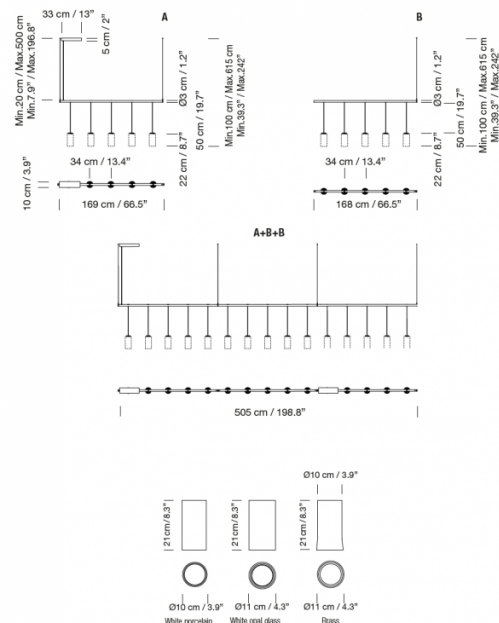 33 cm / 13”
5 cm / 2”
A
B
Min.20 cm / Max.500 cm
Min.7.9” / Max.196.8”
Ø3 cm / 1.2”
22 cm / 8.7”
50 cm / 19.7”
Min.100 cm / Max.615 cm
Min.39.3” / Max.242”
34 cm / 13.4”
10 cm / 3.9”
169 cm / 66.5”
Ø3 cm / 1.2”
22 cm / 8.7”
50 cm / 19.7”
Min.100 cm / Max.615 cm
Min.39.3” / Max.242”
34 cm / 13.4”
168 cm / 66.5”
A+B+B
505 cm / 198.8”
Ø10 cm / 3.9”
21 cm / 8.3”
21 cm / 8.3”
21 cm / 8.3”
Ø10 cm / 3.9”
Ø11 cm / 4.3”
Ø11 cm / 4.3”
White porcelain
White opal glass
Brass